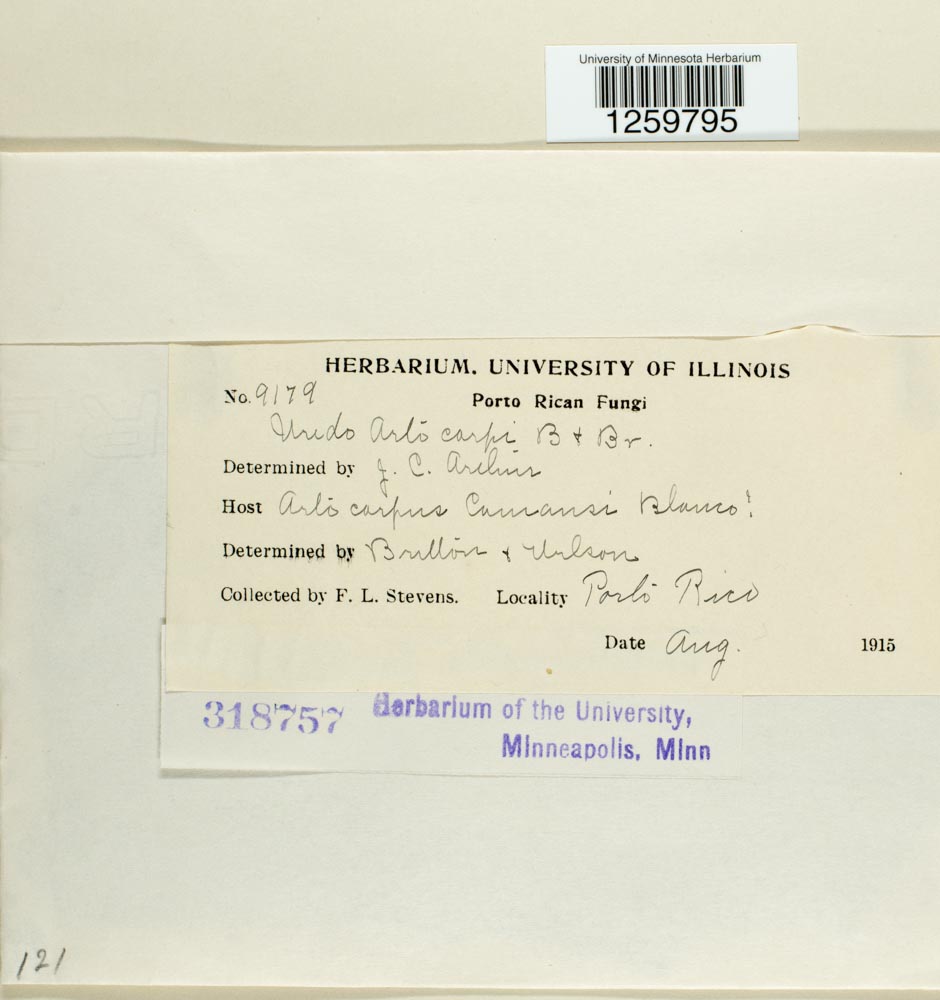 University of Minnesota Herbarium
1259795
HERBARIUM, UNIVERSITY OF ILLINOIS
No. 9179 Porto Rican Fungi
Uredo Artocarpi B & Br.
Determined by J. C. Arthur
Host Artocarpus Camansi Blanco!
Determined by Britton & Wilson
Collected by F. L. Stevens. Locality Porto Rico
Date Aug. 1915
318757 Herbarium of the University,
Minneapolis, Minn
121